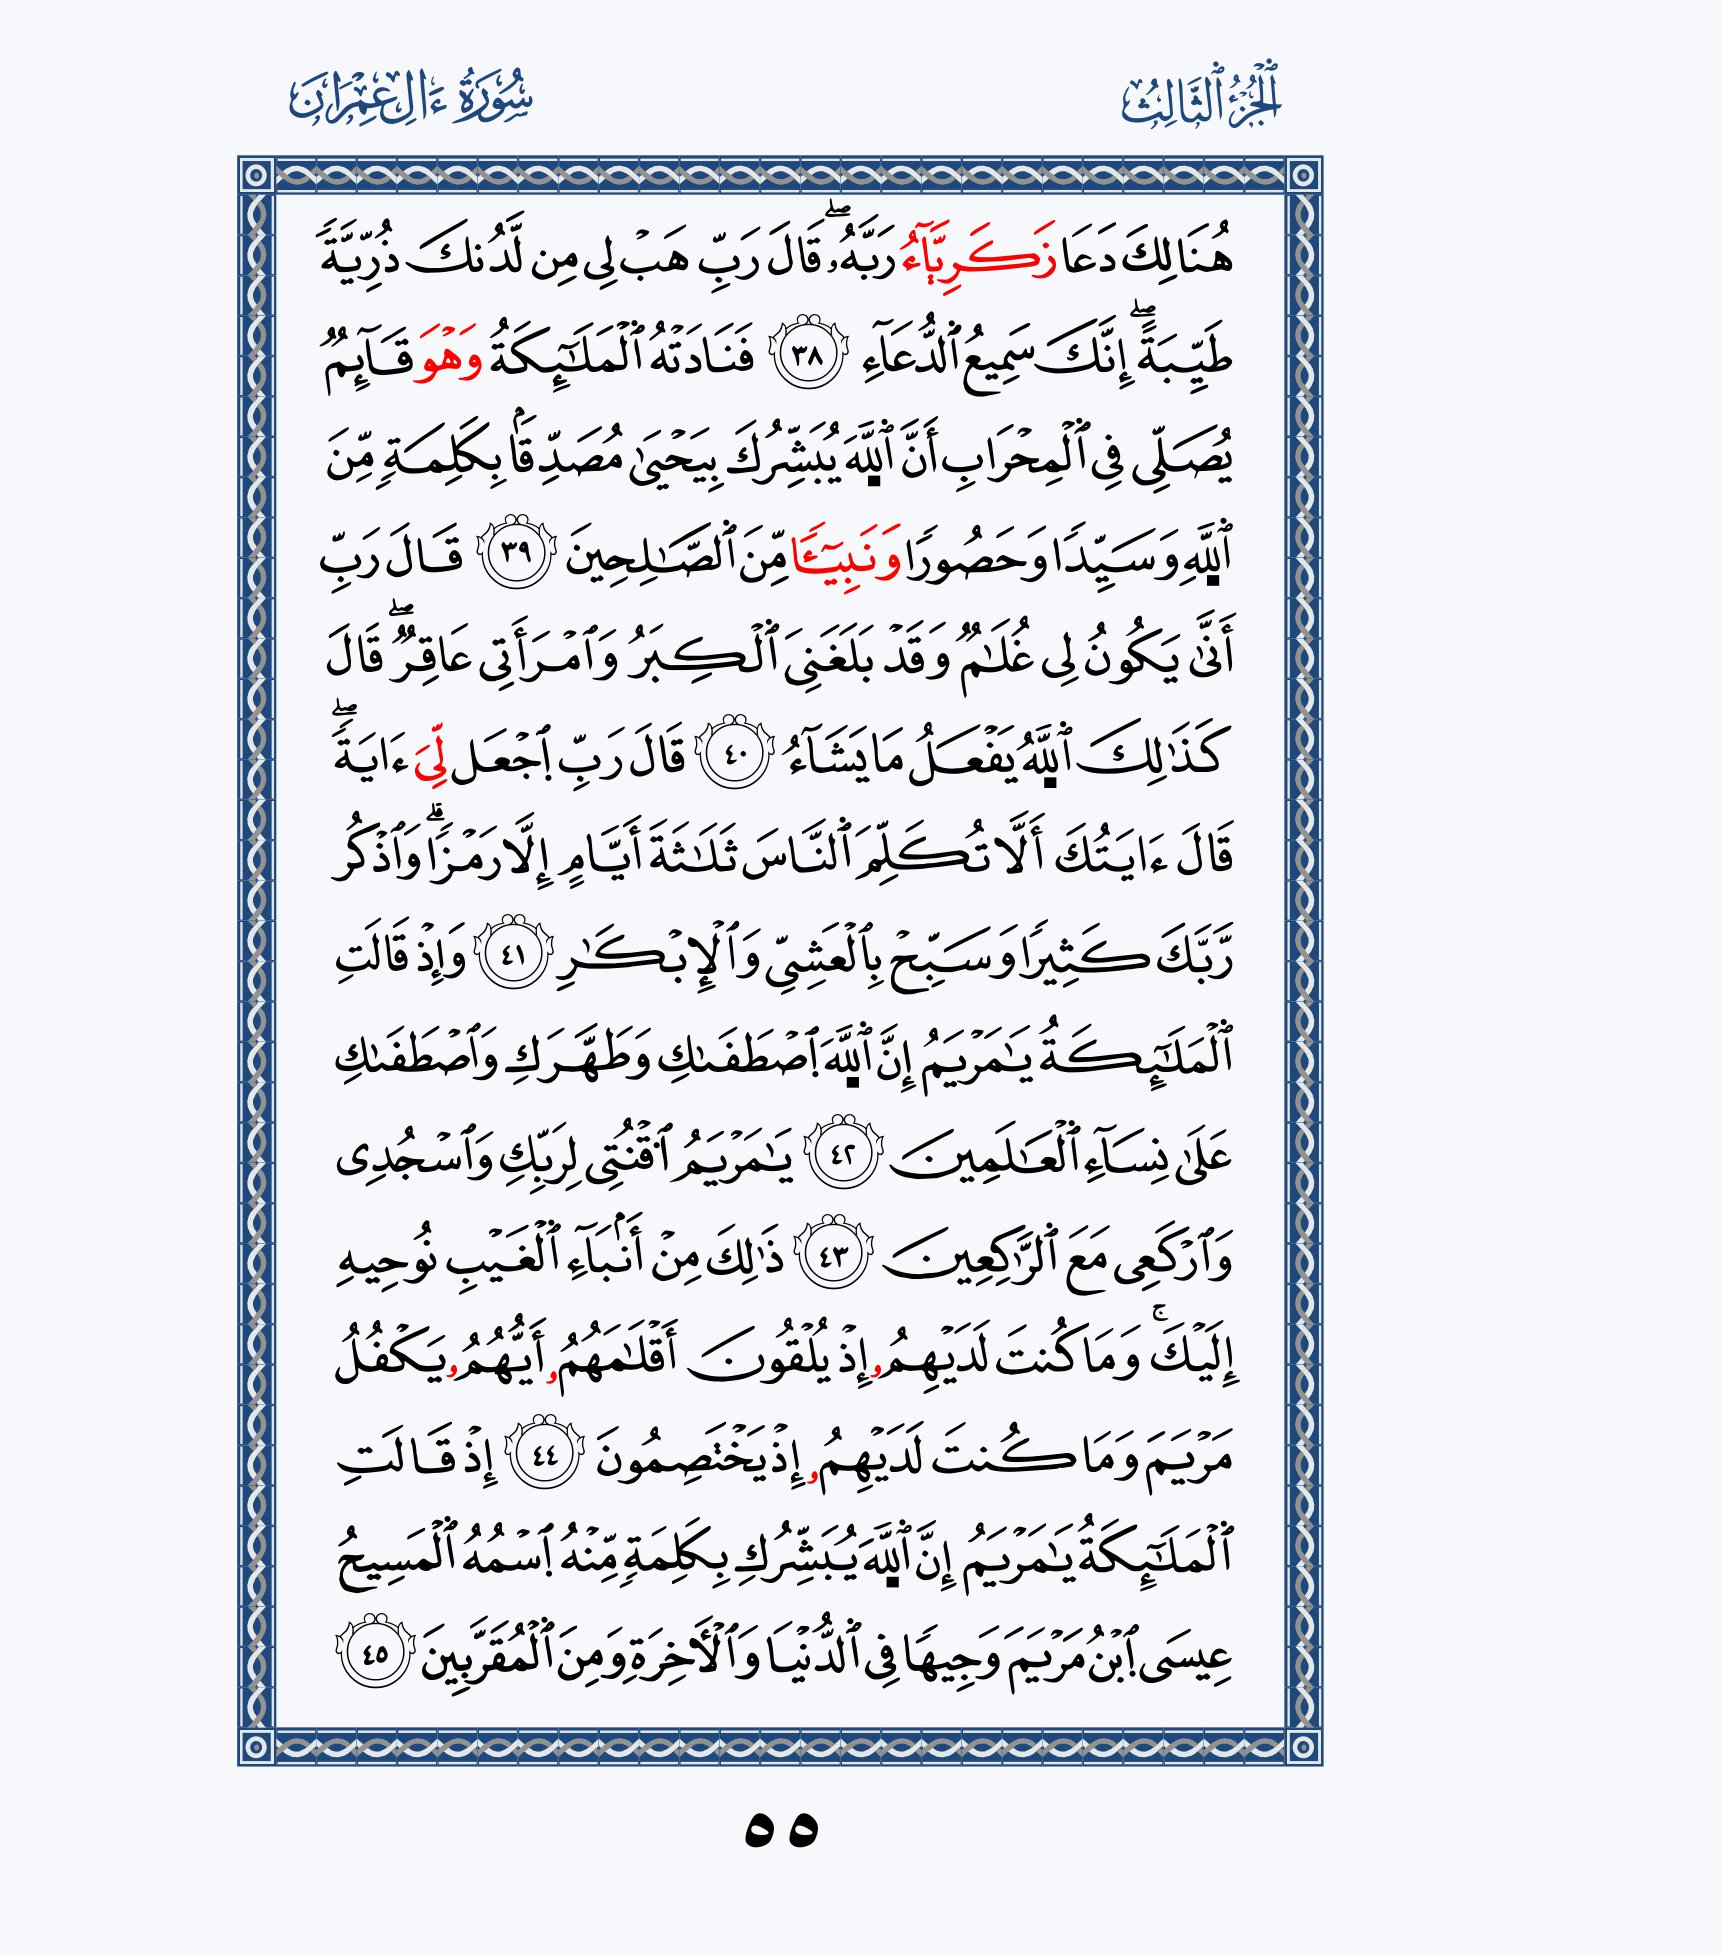 ٱلْجُزْءُ ٱلثَّالِثُ
سُورَةُ ءَالِ عِمْرَانَ
هُنَالِكَ دَعَا زَكَرِيَّآءُ رَبَّهُۥۖ قَالَ رَبِّ هَبْ لِى مِن لَّدُنكَ ذُرِّيَّةً
طَيِّبَةًۖ إِنَّكَ سَمِيعُ ٱلدُّعَآءِ ٣٨ فَنَادَتْهُ ٱلْمَلَٰٓئِكَةُ وَهْوَ قَآئِمٌ
يُصَلِّى فِى ٱلْمِحْرَابِ أَنَّ ٱللَّهَ يُبَشِّرُكَ بِيَحْيَىٰ مُصَدِّقَۢا بِكَلِمَةٍ مِّنَ
ٱللَّهِ وَسَيِّدًا وَحَصُورًا وَنَبِيٓـًٔا مِّنَ ٱلصَّٰلِحِينَ ٣٩ قَالَ رَبِّ
أَنَّىٰ يَكُونُ لِى غُلَٰمٌ وَقَدْ بَلَغَنِىَ ٱلْكِبَرُ وَٱمْرَأَتِى عَاقِرٌۖ قَالَ
كَذَٰلِكَ ٱللَّهُ يَفْعَلُ مَا يَشَآءُ ٤٠ قَالَ رَبِّ ٱجْعَل لِّىَ ءَايَةًۖ
قَالَ ءَايَتُكَ أَلَّا تُكَلِّمَ ٱلنَّاسَ ثَلَٰثَةَ أَيَّامٍ إِلَّا رَمْزًاۗ وَٱذْكُر
رَّبَّكَ كَثِيرًا وَسَبِّحْ بِٱلْعَشِىِّ وَٱلْإِبْكَٰرِ ٤١ وَإِذْ قَالَتِ
ٱلْمَلَٰٓئِكَةُ يَٰمَرْيَمُ إِنَّ ٱللَّهَ ٱصْطَفَىٰكِ وَطَهَّرَكِ وَٱصْطَفَىٰكِ
عَلَىٰ نِسَآءِ ٱلْعَٰلَمِينَ ٤٢ يَٰمَرْيَمُ ٱقْنُتِى لِرَبِّكِ وَٱسْجُدِى
وَٱرْكَعِى مَعَ ٱلرَّٰكِعِينَ ٤٣ ذَٰلِكَ مِنْ أَنۢبَآءِ ٱلْغَيْبِ نُوحِيهِ
إِلَيْكَۚ وَمَا كُنتَ لَدَيْهِمُۥ إِذْ يُلْقُونَ أَقْلَٰمَهُمُۥ أَيُّهُمُۥ يَكْفُلُ
مَرْيَمَ وَمَا كُنتَ لَدَيْهِمُۥ إِذْ يَخْتَصِمُونَ ٤٤ إِذْ قَالَتِ
ٱلْمَلَٰٓئِكَةُ يَٰمَرْيَمُ إِنَّ ٱللَّهَ يُبَشِّرُكِ بِكَلِمَةٍ مِّنْهُ ٱسْمُهُ ٱلْمَسِيحُ
عِيسَى ٱبْنُ مَرْيَمَ وَجِيهًا فِى ٱلدُّنْيَا وَٱلْأٓخِرَةِ وَمِنَ ٱلْمُقَرَّبِينَ ٤٥
٥٥